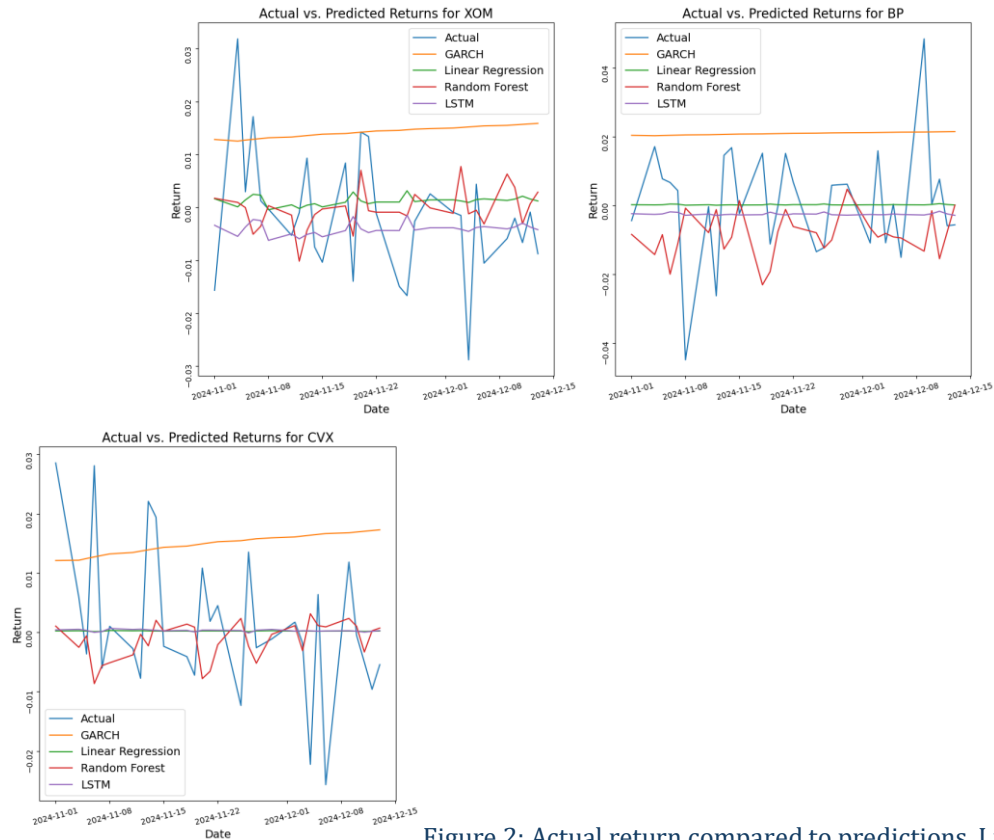 Actual vs. Predicted Returns for XOM
Actual
GARCH
Linear Regression
Random Forest
LSTM
0.03
0.02
0.01
0.00
−0.01
−0.02
−0.03
Return
2024-11-01
2024-11-08
2024-11-15
2024-11-22
2024-12-01
2024-12-08
2024-12-15
Date
Actual vs. Predicted Returns for BP
Actual
GARCH
Linear Regression
Random Forest
LSTM
0.04
0.02
0.00
−0.02
−0.04
Return
2024-11-01
2024-11-08
2024-11-15
2024-11-22
2024-12-01
2024-12-08
2024-12-15
Date
Actual vs. Predicted Returns for CVX
0.03
0.02
0.01
0.00
−0.01
−0.02
Return
Actual
GARCH
Linear Regression
Random Forest
LSTM
2024-11-01
2024-11-08
2024-11-15
2024-11-22
2024-12-01
2024-12-08
2024-12-15
Date
Figure 2: Actual return compared to predictions.